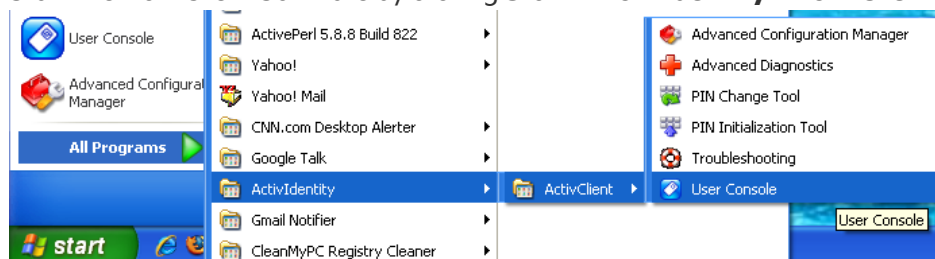 User Console
Advanced Configurat
Manager
All Programs
start
ActivePerl 5.8.8 Build 822
Yahoo!
Yahoo! Mail
CNN.com Desktop Alerter
Google Talk
ActivIdentity
Gmail Notifier
CleanMyPC Registry Cleaner
ActivClient
Advanced Configuration Manager
Advanced Diagnostics
PIN Change Tool
PIN Initialization Tool
Troubleshooting
User Console
User Console